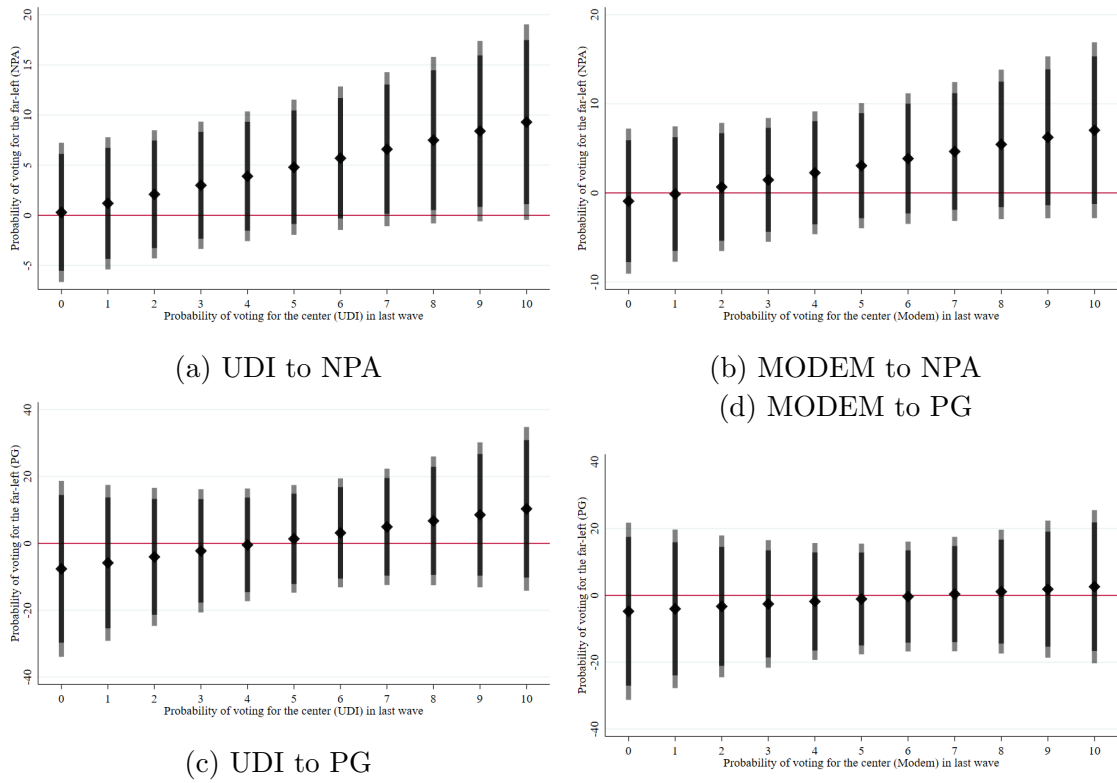 Probability of voting for the far-left (NPA)
20
15
10
5
0
-5
0 1 2 3 4 5 6 7 8 9 10
Probability of voting for the center (UDI) in last wave
(a) UDI to NPA
Probability of voting for the far-left (NPA)
20
10
0
-10
0 1 2 3 4 5 6 7 8 9 10
Probability of voting for the center (Modem) in last wave
(b) MODEM to NPA
(d) MODEM to PG
Probability of voting for the far-left (PG)
40
20
0
-20
-40
0 1 2 3 4 5 6 7 8 9 10
Probability of voting for the center (UDI) in last wave
(c) UDI to PG
Probability of voting for the far-left (PG)
40
20
0
-20
-40
0 1 2 3 4 5 6 7 8 9 10
Probability of voting for the center (Modem) in last wave